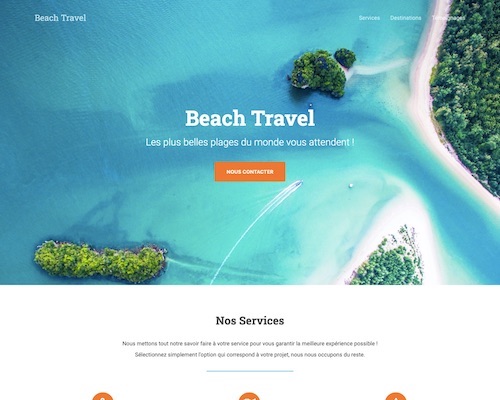 Beach Travel
Services Destinations Témoignages
Beach Travel
Les plus belles plages du monde vous attendent !
NOUS CONTACTER
Nos Services
Nous mettons tout notre savoir faire à votre service pour vous garantir la meilleure expérience possible !
Sélectionnez simplement l'option qui correspond à votre projet, nous nous occupons du reste.